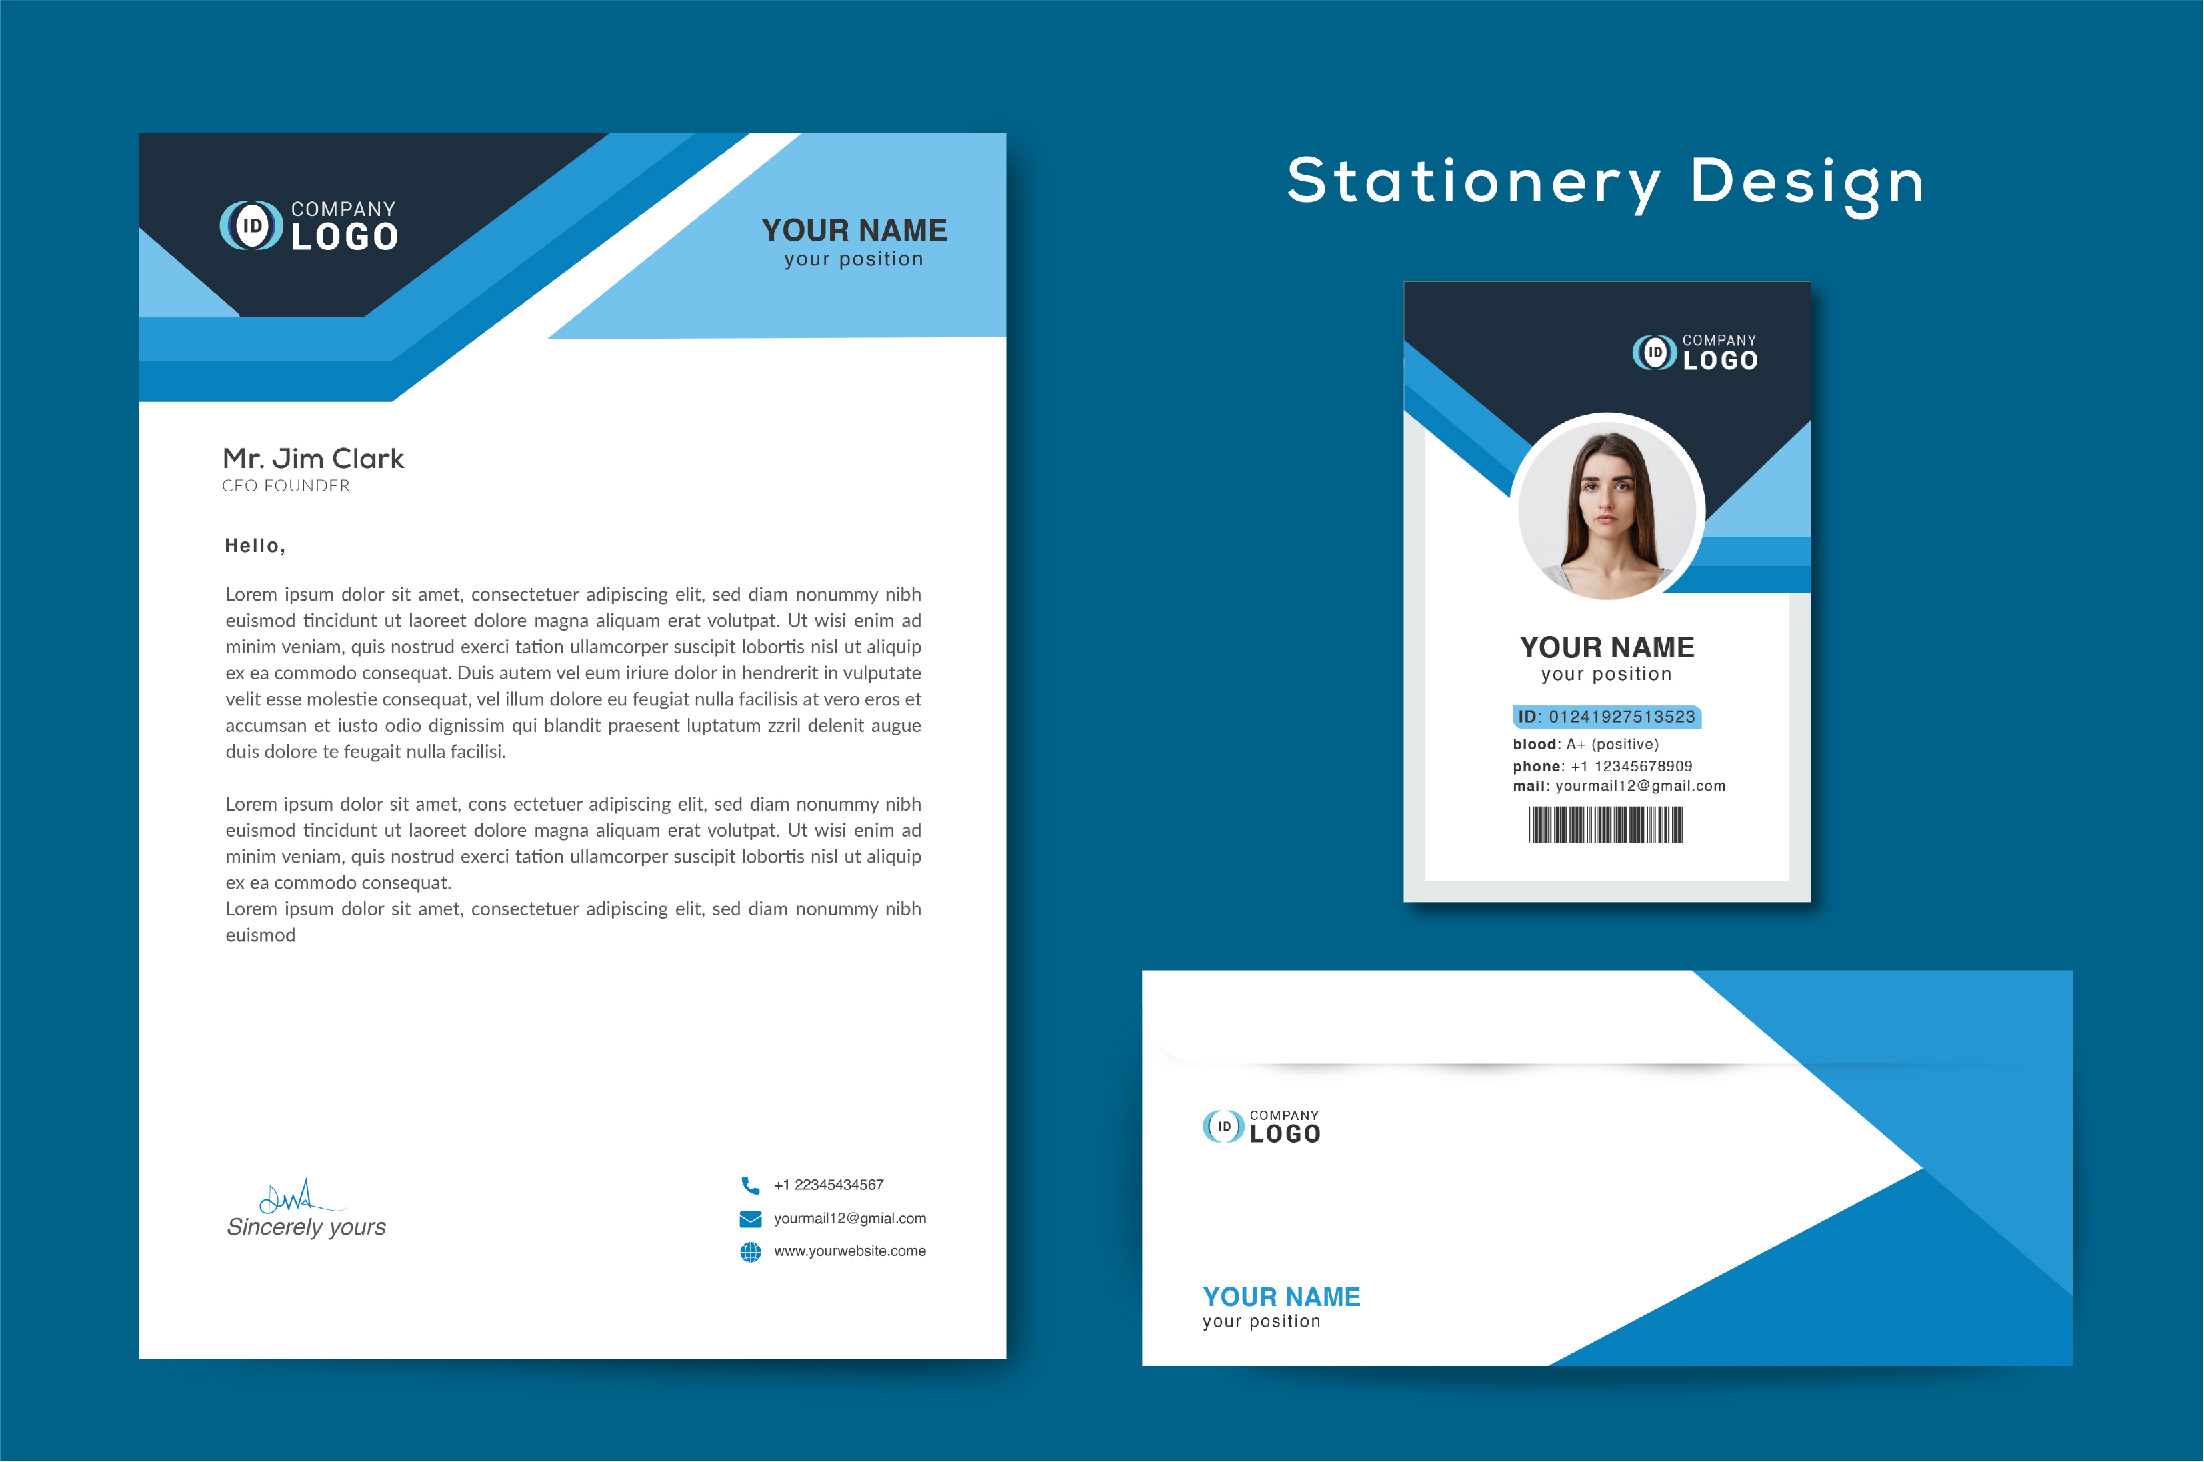 COMPANY
LOGO
ID
YOUR NAME
your position
Mr. Jim Clark
CEO FOUNDER
Hello,
Lorem ipsum dolor sit amet, consectetuer adipiscing elit, sed diam nonummy nibh
euismod tincidunt ut laoreet dolore magna aliquam erat volutpat. Ut wisi enim ad
minim veniam, quis nostrud exerci tation ullamcorper suscipit lobortis nisl ut aliquip
ex ea commodo consequat. Duis autem vel eum iriure dolor in hendrerit in vulputate
velit esse molestie consequat, vel illum dolore eu feugiat nulla facilisis at vero eros et
accumsan et iusto odio dignissim qui blandit praesent luptatum zzril delenit augue
duis dolore te feugait nulla facilisi.
Lorem ipsum dolor sit amet, cons ectetuer adipiscing elit, sed diam nonummy nibh
euismod tincidunt ut laoreet dolore magna aliquam erat volutpat. Ut wisi enim ad
minim veniam, quis nostrud exerci tation ullamcorper suscipit lobortis nisl ut aliquip
ex ea commodo consequat.
Lorem ipsum dolor sit amet, consectetuer adipiscing elit, sed diam nonummy nibh
euismod
Sincerely yours
+1 22345434567
yourmail12@gmial.com
www.yourwebsite.come
Stationery Design
COMPANY
LOGO
ID
YOUR NAME
your position
ID: 01241927513523
blood: A+ (positive)
phone: +1 12345678909
mail: yourmail12@gmail.com
COMPANY
LOGO
ID
YOUR NAME
your position